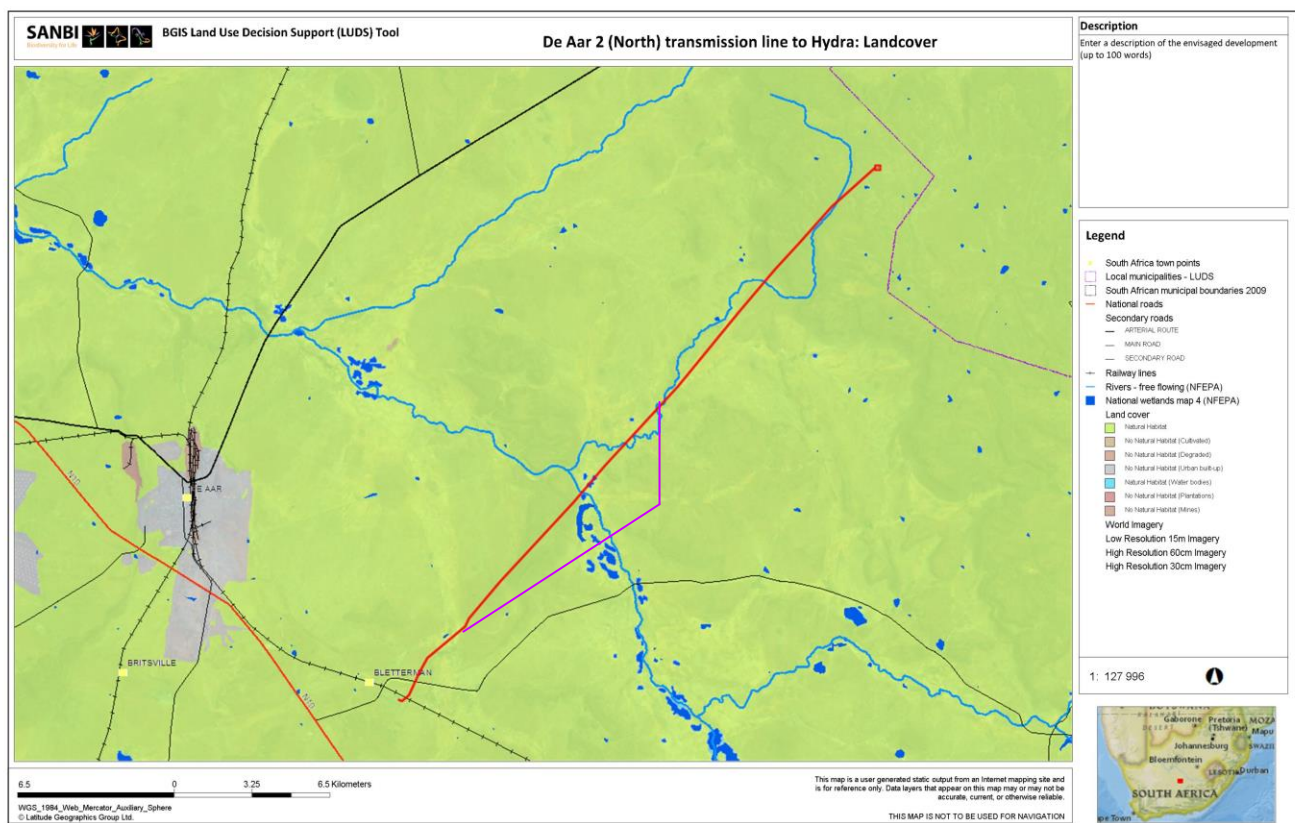 SANBI
Biodiversity for Life
BGIS Land Use Decision Support (LUDS) Tool
De Aar 2 (North) transmission line to Hydra: Landcover
Description
Enter a description of the envisaged development
(up to 100 words)
N10
DE AAR
BRITSVILLE
BLETTERMAN
N10
Legend
South Africa town points
Local municipalities - LUDS
South African municipal boundaries 2009
National roads
Secondary roads
ARTERIAL ROUTE
MAIN ROAD
SECONDARY ROAD
Railway lines
Rivers - free flowing (NFEPA)
National wetlands map 4 (NFEPA)
Land cover
Natural Habitat
No Natural Habitat (Cultivated)
No Natural Habitat (Degraded)
No Natural Habitat (Urban built-up)
Natural Habitat (Water bodies)
No Natural Habitat (Plantations)
No Natural Habitat (Mines)
World Imagery
Low Resolution 15m Imagery
High Resolution 60cm Imagery
High Resolution 30cm Imagery
1: 127 996
BOTSWANA
Gaborone Pretoria MOZA
DESERT (Tshwane) Mapu
Johannesburg SWAZIL
Bloemfontein
LESOTHO Durban
SOUTH AFRICA
Cape Town
6.5 0 3.25 6.5 Kilometers
WGS_1984_Web_Mercator_Auxiliary_Sphere
© Latitude Geographics Group Ltd.
This map is a user generated static output from an Internet mapping site and
is for reference only. Data layers that appear on this map may or may not be
accurate, current, or otherwise reliable.
THIS MAP IS NOT TO BE USED FOR NAVIGATION